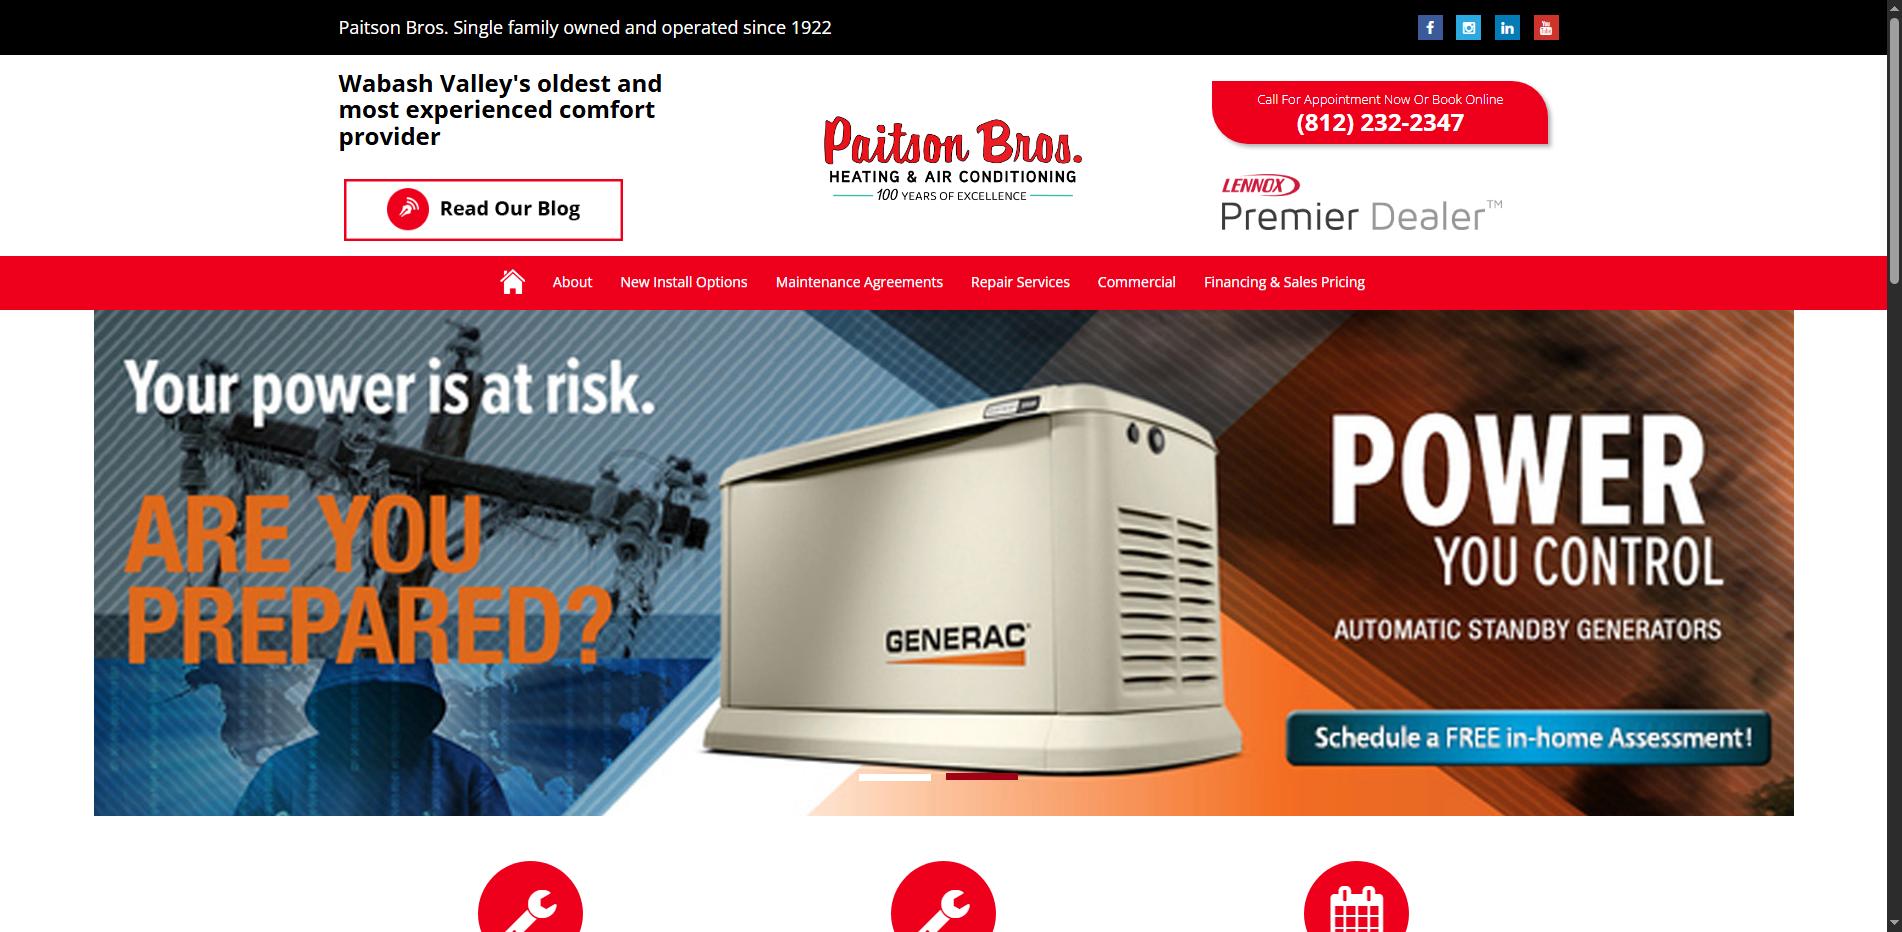 Paitson Bros. Single family owned and operated since 1922
Wabash Valley's oldest and
most experienced comfort
provider
Read Our Blog
Paitson Bros.
HEATING & AIR CONDITIONING
100 YEARS OF EXCELLENCE
Call For Appointment Now Or Book Online
(812) 232-2347
LENNOX
Premier Dealer™
About
New Install Options
Maintenance Agreements
Repair Services
Commercial
Financing & Sales Pricing
Your power is at risk.
ARE YOU
PREPARED?
GENERAC
POWER
YOU CONTROL
AUTOMATIC STANDBY GENERATORS
Schedule a FREE in-home Assessment!